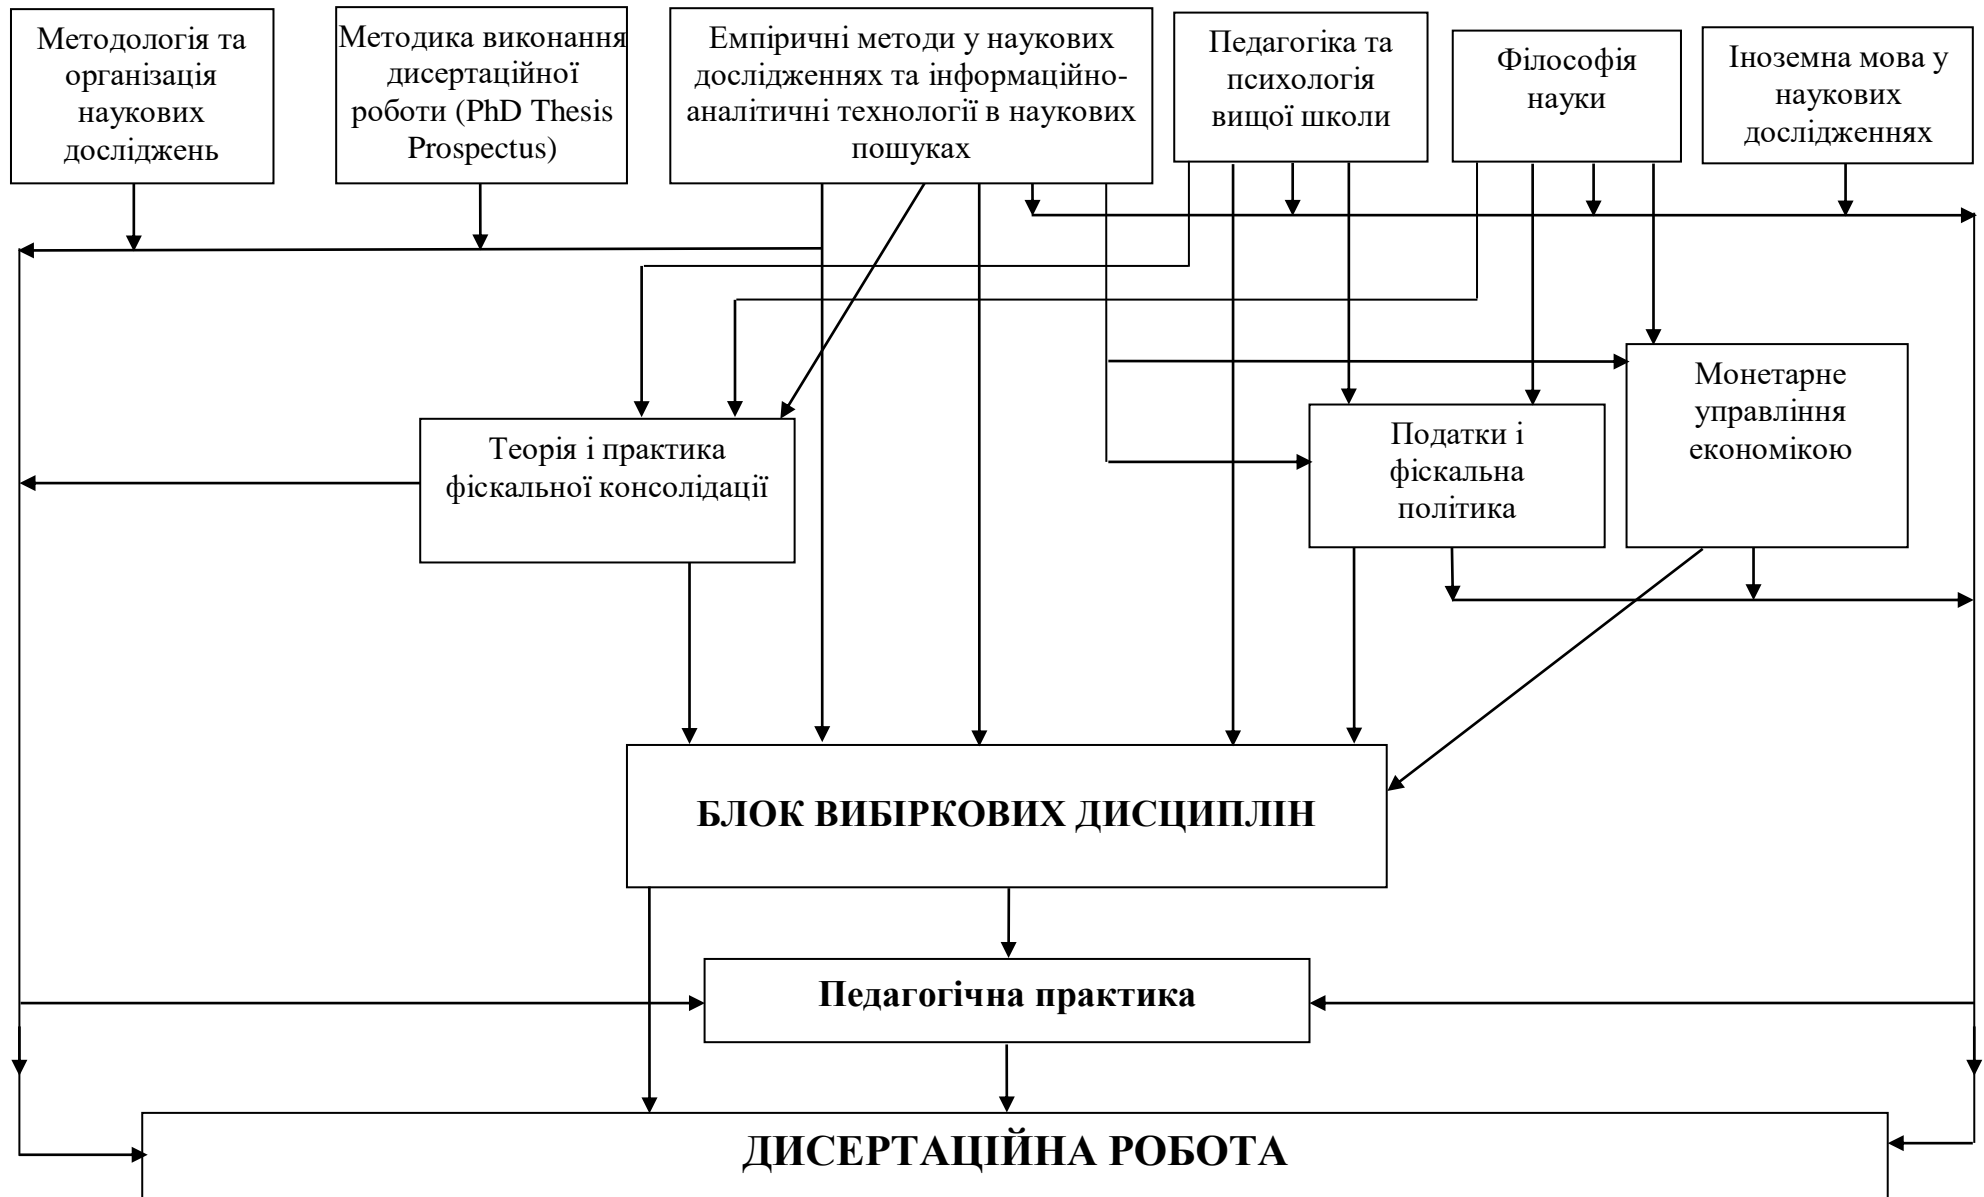 Методологія та
організація
наукових
досліджень
Методика виконання
дисертаційної
роботи (PhD Thesis
Prospectus)
Емпіричні методи у наукових
дослідженнях та інформаційно-
аналітичні технології в наукових
пошуках
Педагогіка та
психологія
вищої школи
Філософія
науки
Іноземна мова у
наукових
дослідженнях
Теорія і практика
фіскальної консолідації
Податки і
фіскальна
політика
Монетарне
управління
економікою
БЛОК ВИБІРКОВИХ ДИСЦИПЛІН
Педагогічна практика
ДИСЕРТАЦІЙНА РОБОТА